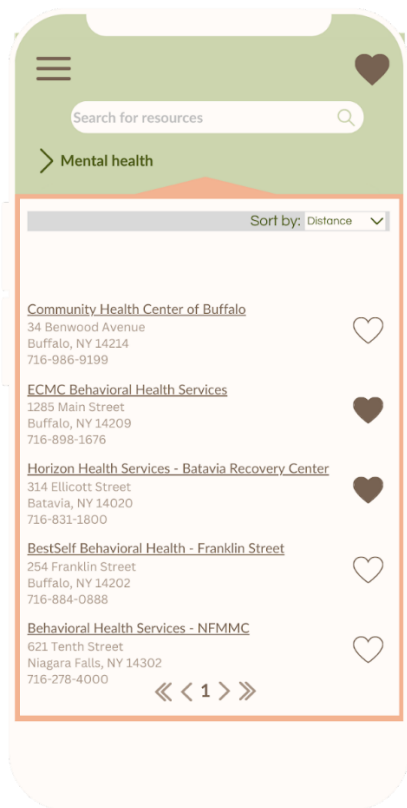 Search for resources
Mental health
Sort by: Distance
Community Health Center of Buffalo
34 Benwood Avenue
Buffalo, NY 14214
716-986-9199
ECMC Behavioral Health Services
1285 Main Street
Buffalo, NY 14209
716-898-1676
Horizon Health Services - Batavia Recovery Center
314 Ellicott Street
Batavia, NY 14020
716-831-1800
BestSelf Behavioral Health - Franklin Street
254 Franklin Street
Buffalo, NY 14202
716-884-0888
Behavioral Health Services - NFMMC
621 Tenth Street
Niagara Falls, NY 14302
716-278-4000
1